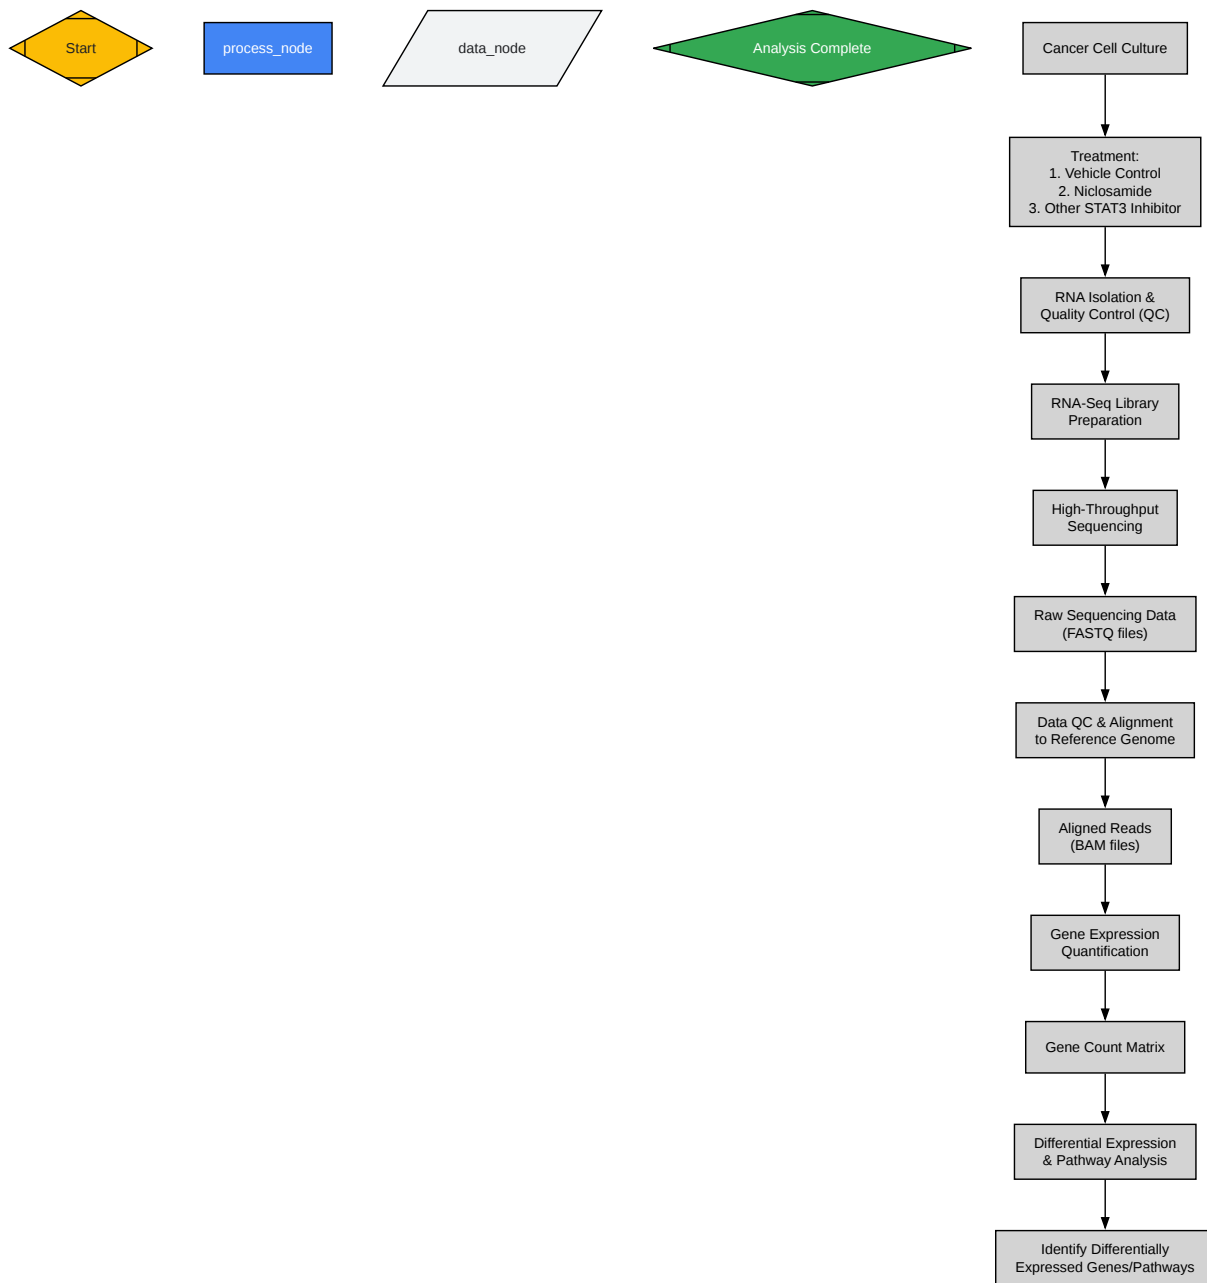 Start
process_node
data_node
Analysis Complete
Cancer Cell Culture
Treatment:
1. Vehicle Control
2. Niclosamide
3. Other STAT3 Inhibitor
RNA Isolation &
Quality Control (QC)
RNA-Seq Library
Preparation
High-Throughput
Sequencing
Raw Sequencing Data
(FASTQ files)
Data QC & Alignment
to Reference Genome
Aligned Reads
(BAM files)
Gene Expression
Quantification
Gene Count Matrix
Differential Expression
& Pathway Analysis
Identify Differentially
Expressed Genes/Pathways